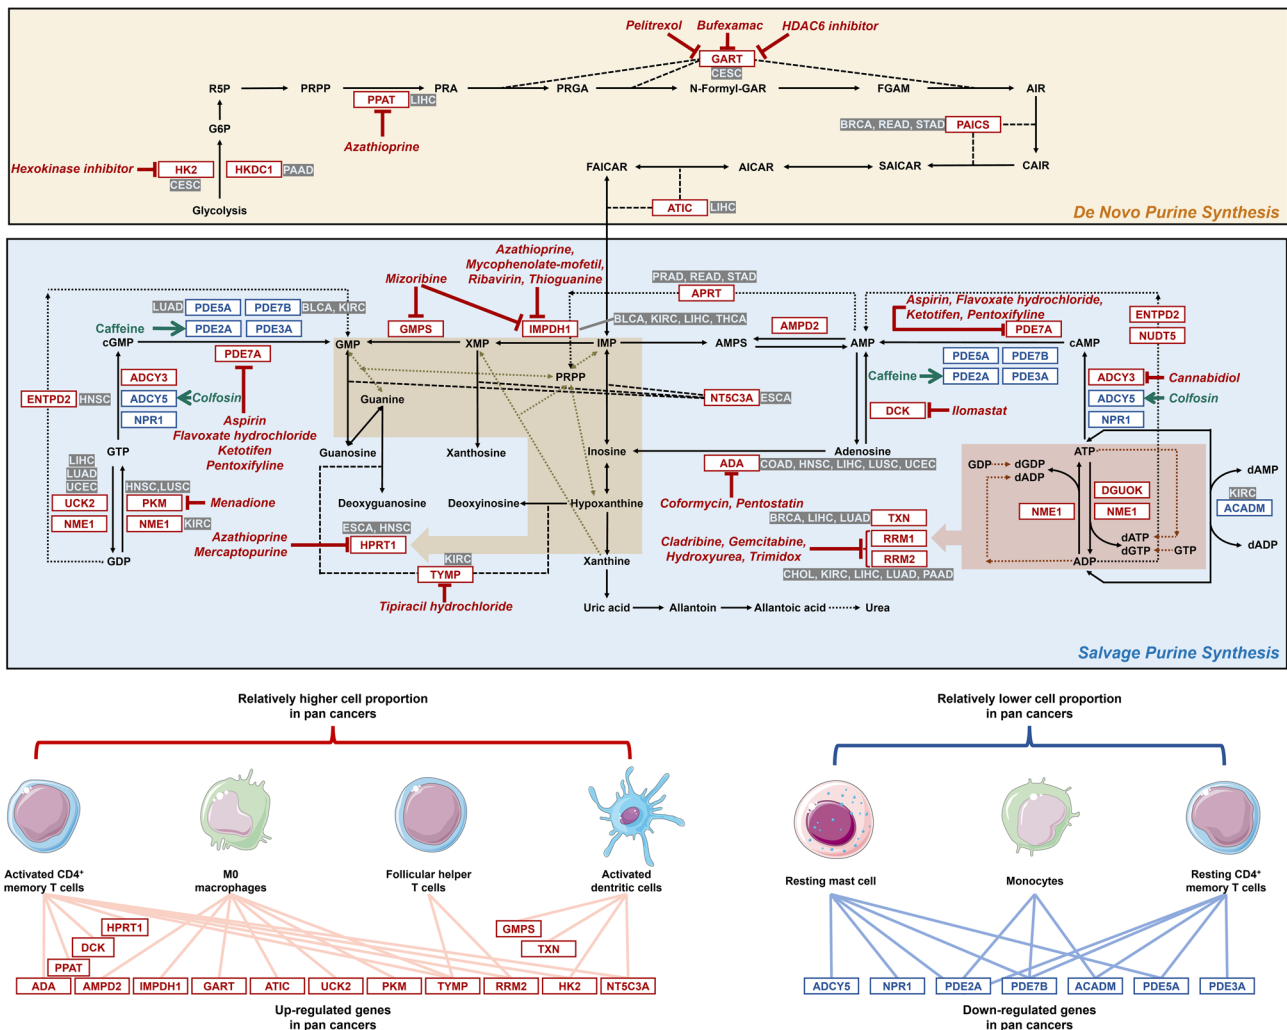 Pelitrexol
Bufexamac
HDAC6 inhibitor
GART
CESC
R5P
PRPP
PRA
PRGA
N-Formyl-GAR
FGAM
AIR
PPAT
LIHC
G6P
Azathioprine
BRCA, READ, STAD
PAICS
Hexokinase inhibitor
HK2
HKDC1
PAAD
CESC
FAICAR
AICAR
SAICAR
CAIR
Glycolysis
ATIC
LIHC
De Novo Purine Synthesis
Azathioprine,
Mycophenolate-mofetil,
Ribavirin, Thioguanine
Mizoribine
PRAD, READ, STAD
APRT
Aspirin, Flavoxate hydrochloride,
Ketotifen, Pentoxifyline
LUAD
PDE5A
PDE7B
BLCA, KIRC
Caffeine
PDE2A
PDE3A
GMPS
IMPDH1
BLCA, KIRC, LIHC, THCA
AMPD2
PDE7A
ENTPD2
NUDT5
cGMP
GMP
XMP
IMP
AMPS
AMP
cAMP
PDE7A
PRPP
PDE5A
PDE7B
Caffeine
PDE2A
PDE3A
ADCY3
ENTPD2
HNSC
ADCY5
Colfosin
NPR1
Guanine
NT5C3A
ESCA
DCK
Ilomastat
ADCY3
Cannabidiol
ADCY5
Colfosin
NPR1
Aspirin
Flavoxate hydrochloride
Ketotifen
Pentoxifyline
GTP
Guanosine
Xanthosine
Inosine
Adenosine
ATP
LIHC
LUAD
UCEC
HNSC,LUSC
UCK2
PKM
Menadione
NME1
NME1
KIRC
GDP
Deoxyguanosine
Deoxyinosine
Hypoxanthine
ADA
COAD, HNSC, LIHC, LUSC, UCEC
Coformycin, Pentostatin
GDP
dGDP
dADP
DGUOK
NME1
NME1
dATP
dGTP
GTP
ADP
dAMP
KIRC
ACADM
dADP
ESCA, HNSC
Azathioprine
Mercaptopurine
HPRT1
KIRC
TYMP
Tipiracil hydrochloride
Xanthine
BRCA, LIHC, LUAD
TXN
Cladribine, Gemcitabine,
Hydroxyurea, Trimidox
RRM1
RRM2
CHOL, KIRC, LIHC, LUAD, PAAD
Uric acid
Allantoin
Allantoic acid
Urea
Salvage Purine Synthesis
Relatively higher cell proportion
in pan cancers
Relatively lower cell proportion
in pan cancers
Activated CD4+
memory T cells
M0
macrophages
Follicular helper
T cells
Activated
dentritic cells
Resting mast cell
Monocytes
Resting CD4+
memory T cells
HPRT1
DCK
PPAT
GMPS
TXN
ADA
AMPD2
IMPDH1
GART
ATIC
UCK2
PKM
TYMP
RRM2
HK2
NT5C3A
ADCY5
NPR1
PDE2A
PDE7B
ACADM
PDE5A
PDE3A
Up-regulated genes
in pan cancers
Down-regulated genes
in pan cancers